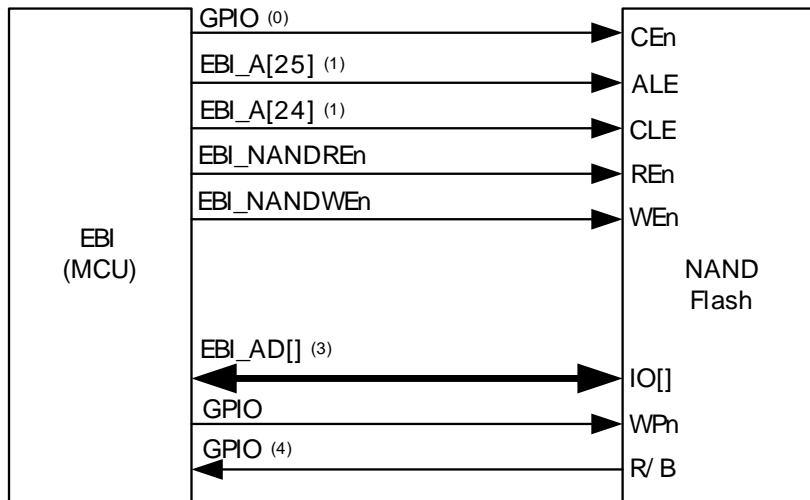 GPIO (0)
CEn
EBI_A[25] (1)
ALE
EBI_A[24] (1)
CLE
EBI_NANDREn
REn
EBI_NANDWEn
WEn
EBI
(MCU)
NAND
Flash
EBI_AD[] (3)
IO[]
GPIO
WPn
GPIO (4)
R/ B